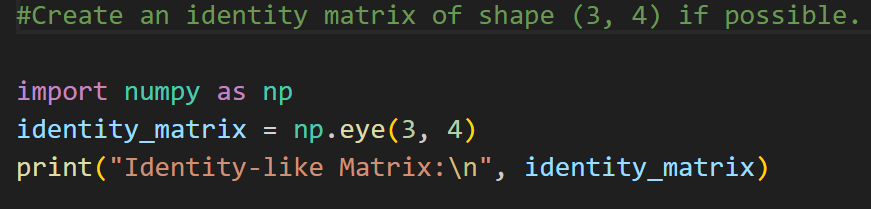 #Create an identity matrix of shape (3, 4) if possible.
import numpy as np
identity_matrix = np.eye(3, 4)
print("Identity-like Matrix:\n", identity_matrix)